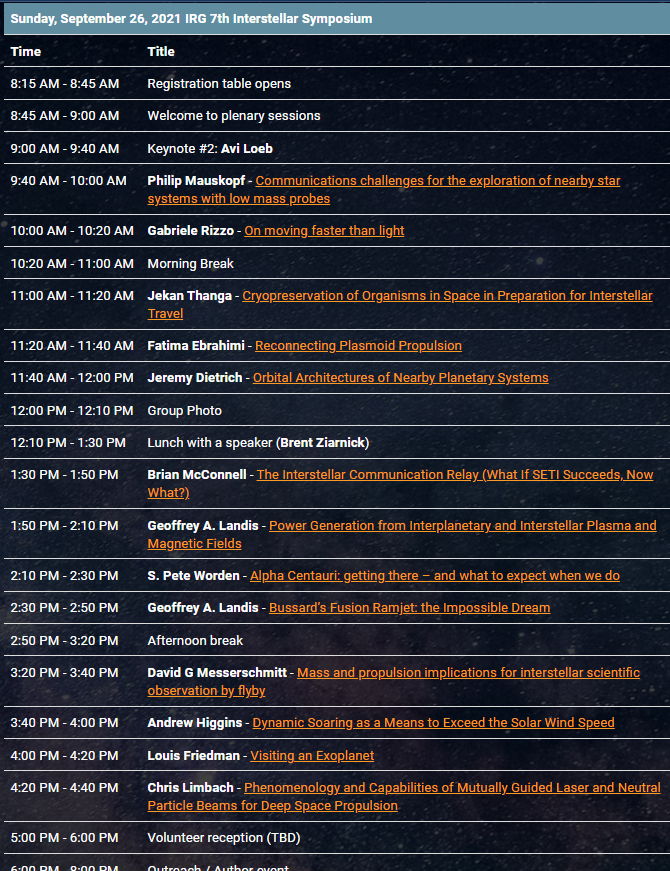 Sunday, September 26, 2021 IRG 7th Interstellar Symposium
Time Title
8:15 AM - 8:45 AM Registration table opens
8:45 AM - 9:00 AM Welcome to plenary sessions
9:00 AM - 9:40 AM Keynote #2: Avi Loeb
9:40 AM - 10:00 AM Philip Mauskopf - Communications challenges for the exploration of nearby star
systems with low mass probes
10:00 AM - 10:20 AM Gabriele Rizzo - On moving faster than light
10:20 AM - 11:00 AM Morning Break
11:00 AM - 11:20 AM Jekan Thanga - Cryopreservation of Organisms in Space in Preparation for Interstellar
Travel
11:20 AM - 11:40 AM Fatima Ebrahimi - Reconnecting Plasmoid Propulsion
11:40 AM - 12:00 PM Jeremy Dietrich - Orbital Architectures of Nearby Planetary Systems
12:00 PM - 12:10 PM Group Photo
12:10 PM - 1:30 PM Lunch with a speaker (Brent Ziarnick)
1:30 PM - 1:50 PM Brian McConnell - The Interstellar Communication Relay (What If SETI Succeeds, Now
What?)
1:50 PM - 2:10 PM Geoffrey A. Landis - Power Generation from Interplanetary and Interstellar Plasma and
Magnetic Fields
2:10 PM - 2:30 PM S. Pete Worden - Alpha Centauri: getting there – and what to expect when we do
2:30 PM - 2:50 PM Geoffrey A. Landis - Bussard's Fusion Ramjet: the Impossible Dream
2:50 PM - 3:20 PM Afternoon break
3:20 PM - 3:40 PM David G Messerschmitt - Mass and propulsion implications for interstellar scientific
observation by flyby
3:40 PM - 4:00 PM Andrew Higgins - Dynamic Soaring as a Means to Exceed the Solar Wind Speed
4:00 PM - 4:20 PM Louis Friedman - Visiting an Exoplanet
4:20 PM - 4:40 PM Chris Limbach - Phenomenology and Capabilities of Mutually Guided Laser and Neutral
Particle Beams for Deep Space Propulsion
5:00 PM - 6:00 PM Volunteer reception (TBD)
6:00 PM - 8:00 PM Outreach / Author event